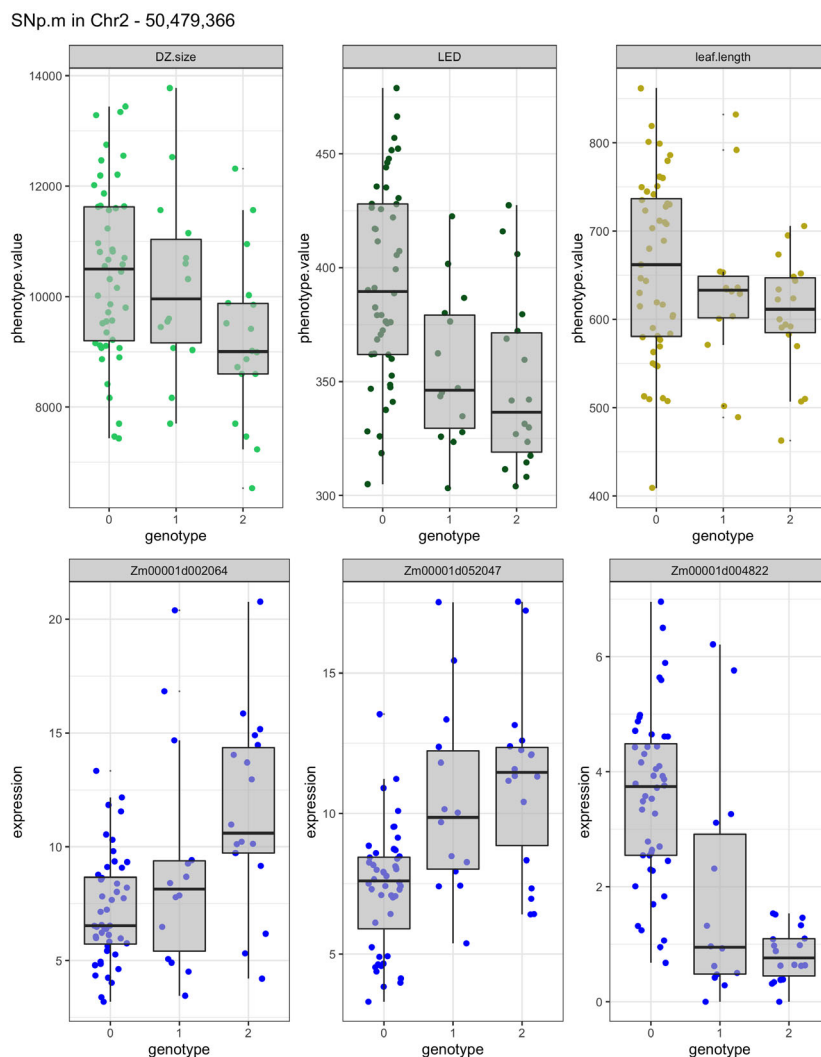 SNp.m in Chr2 - 50,479,366
DZ.size
LED
leaf.length
phenotype.value
14000
12000
10000
8000
0 1 2
genotype
phenotype.value
450
400
350
300
0 1 2
genotype
phenotype.value
800
700
600
500
400
0 1 2
genotype
Zm00001d002064
Zm00001d052047
Zm00001d004822
expression
20
15
10
5
0 1 2
genotype
expression
15
10
5
0 1 2
genotype
expression
6
4
2
0
0 1 2
genotype